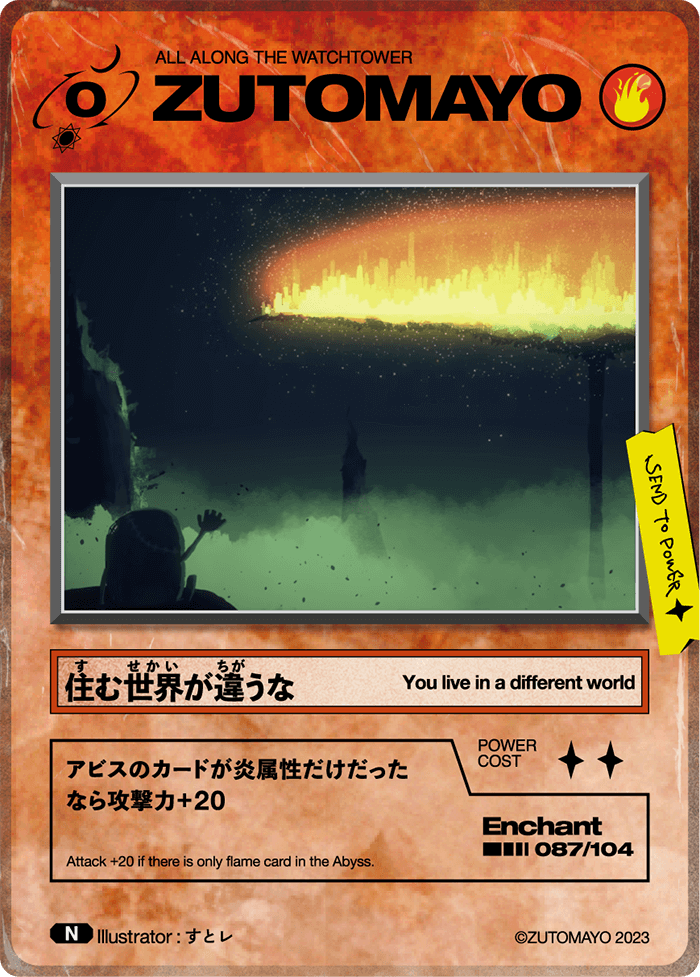 ALL ALONG THE WATCHTOWER
ZUTOMAYO
SEND TO POWER
す せかい ちが
住む世界が違うな
You live in a different world
アビスのカードが炎属性だけだった
なら攻撃力+20
Attack +20 if there is only flame card in the Abyss.
POWER
COST
Enchant
087/104
N Illustrator : すとレ
©ZUTOMAYO 2023